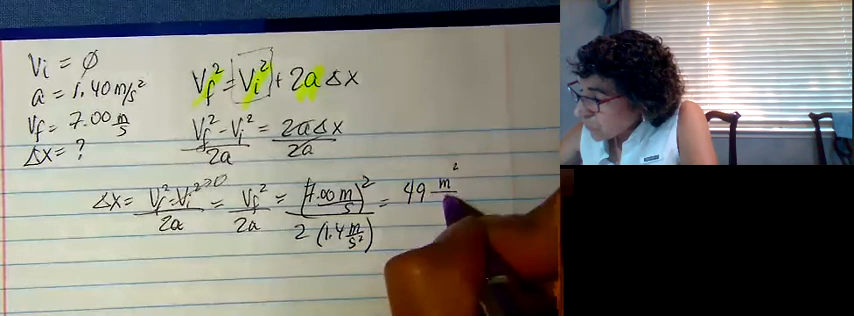 Vi = ∅
a = 1.40 m/s²
Vf = 7.00 m/s
Δx = ?
Vf² = Vi² + 2aΔx
(Vf² - Vi²)/2a = 2aΔx/2a
Δx = (Vf² - Vi²)/2a = Vf²/2a = (7.00 m/s)²/2(1.4 m/s²) = 49 m²